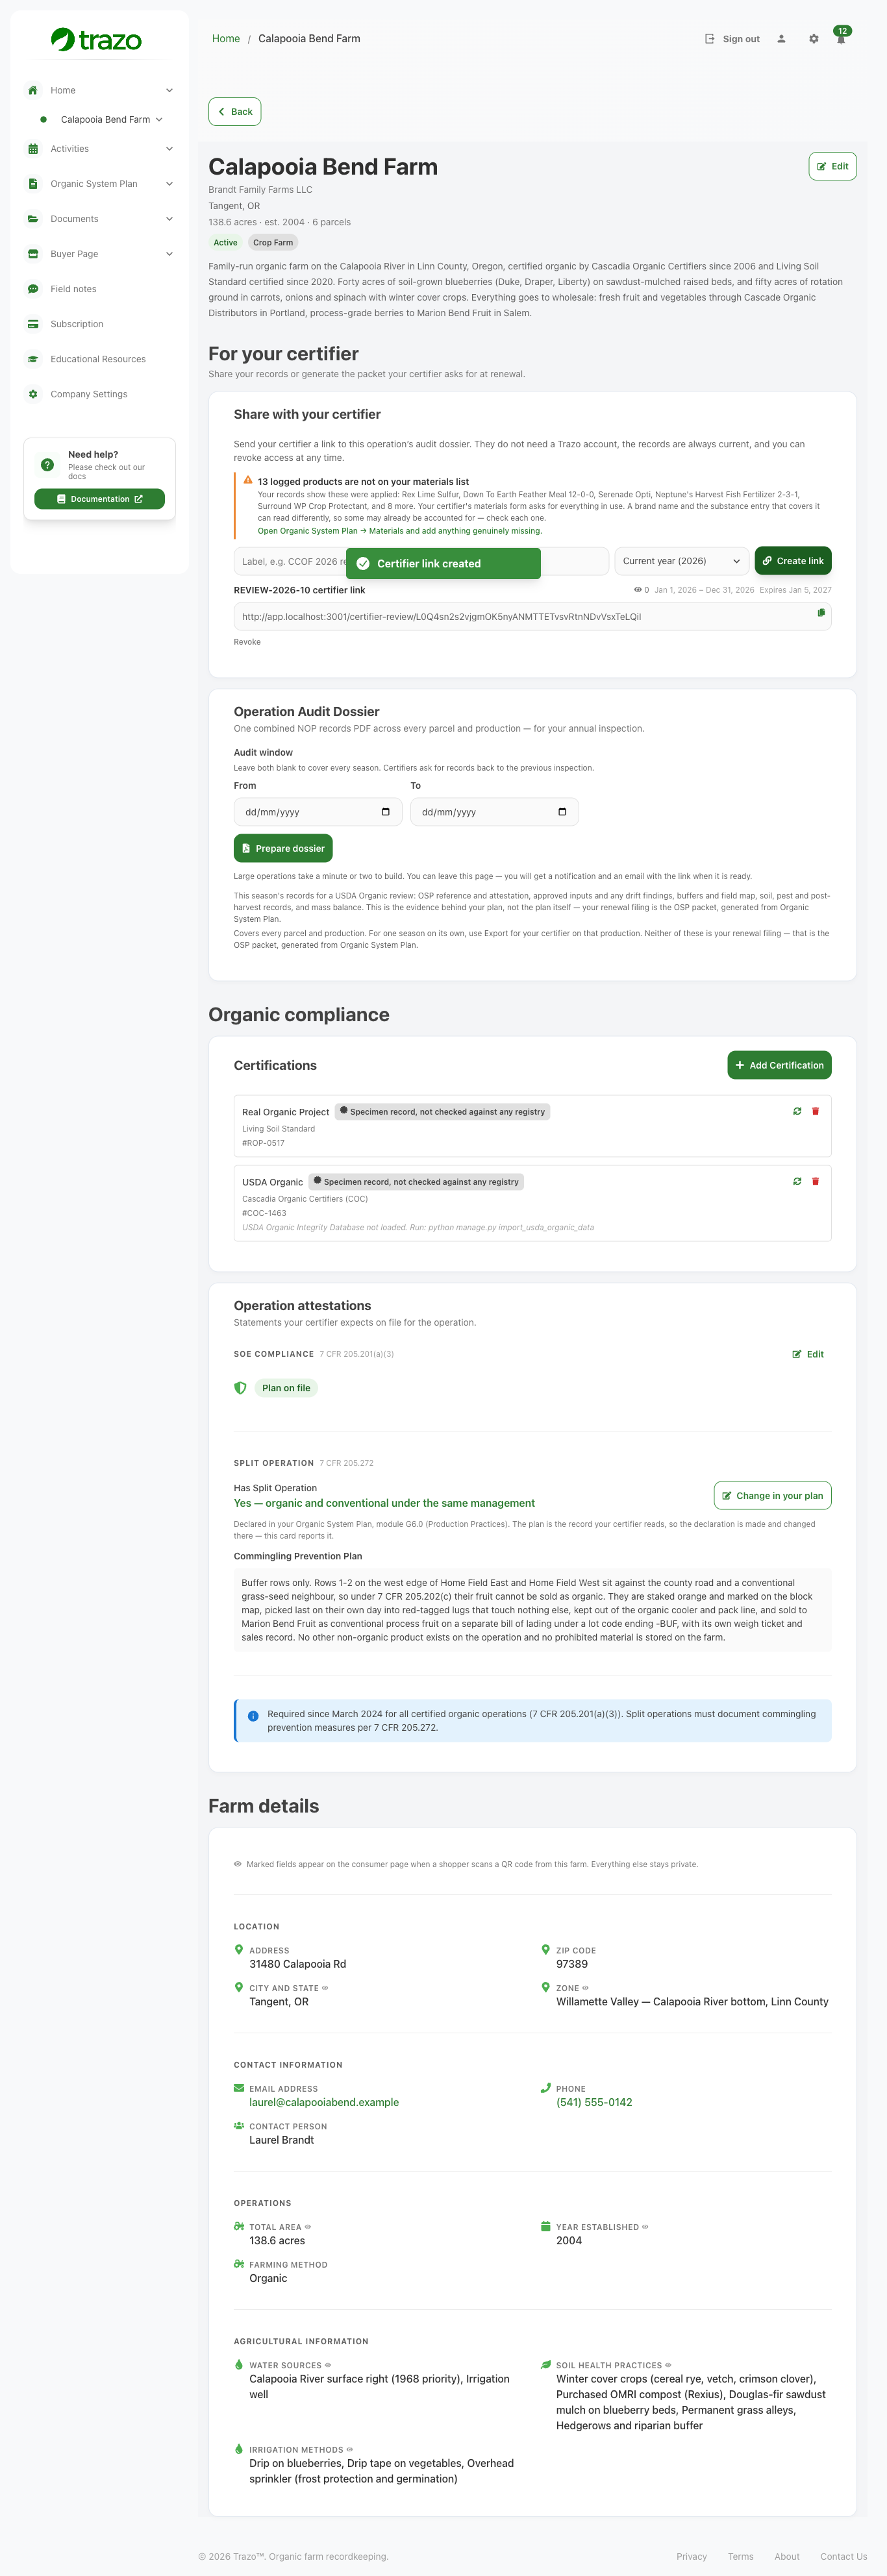 trazo
Home
Calapooia Bend Farm
Activities
Organic System Plan
Documents
Buyer Page
Field notes
Subscription
Educational Resources
Company Settings
Need help?
Please check out our
docs
Documentation
Home / Calapooia Bend Farm
Sign out
12
Back
Calapooia Bend Farm
Edit
Brandt Family Farms LLC
Tangent, OR
138.6 acres · est. 2004 · 6 parcels
Active
Crop Farm
Family-run organic farm on the Calapooia River in Linn County, Oregon, certified organic by Cascadia Organic Certifiers since 2006 and Living Soil
Standard certified since 2020. Forty acres of soil-grown blueberries (Duke, Draper, Liberty) on sawdust-mulched raised beds, and fifty acres of rotation
ground in carrots, onions and spinach with winter cover crops. Everything goes to wholesale: fresh fruit and vegetables through Cascade Organic
Distributors in Portland, process-grade berries to Marion Bend Fruit in Salem.
For your certifier
Share your records or generate the packet your certifier asks for at renewal.
Share with your certifier
Send your certifier a link to this operation's audit dossier. They do not need a Trazo account, the records are always current, and you can
revoke access at any time.
13 logged products are not on your materials list
Your records show these were applied: Rex Lime Sulfur, Down To Earth Feather Meal 12-0-0, Serenade Opti, Neptune's Harvest Fish Fertilizer 2-3-1,
Surround WP Crop Protectant, and 8 more. Your certifier's materials form asks for everything in use. A brand name and the substance entry that covers it
can read differently, so some may already be accounted for — check each one.
Open Organic System Plan → Materials and add anything genuinely missing.
Label, e.g. CCOF 2026 re
Certifier link created
Current year (2026)
Create link
REVIEW-2026-10 certifier link
0 Jan 1, 2026 – Dec 31, 2026 Expires Jan 5, 2027
http://app.localhost:3001/certifier-review/L0Q4sn2s2vjgmOK5nyANMTTETvsvRtnNDvVsxTeLQiI
Revoke
Operation Audit Dossier
One combined NOP records PDF across every parcel and production — for your annual inspection.
Audit window
Leave both blank to cover every season. Certifiers ask for records back to the previous inspection.
From
To
dd/mm/yyyy
dd/mm/yyyy
Prepare dossier
Large operations take a minute or two to build. You can leave this page — you will get a notification and an email with the link when it is ready.
This season's records for a USDA Organic review: OSP reference and attestation, approved inputs and any drift findings, buffers and field map, soil, pest and post-
harvest records, and mass balance. This is the evidence behind your plan, not the plan itself — your renewal filing is the OSP packet, generated from Organic
System Plan.
Covers every parcel and production. For one season on its own, use Export for your certifier on that production. Neither of these is your renewal filing — that is the
OSP packet, generated from Organic System Plan.
Organic compliance
Certifications
Add Certification
Real Organic Project
Specimen record, not checked against any registry
Living Soil Standard
#ROP-0517
USDA Organic
Specimen record, not checked against any registry
Cascadia Organic Certifiers (COC)
#COC-1463
USDA Organic Integrity Database not loaded. Run: python manage.py import_usda_organic_data
Operation attestations
Statements your certifier expects on file for the operation.
SOE COMPLIANCE 7 CFR 205.201(a)(3)
Edit
Plan on file
SPLIT OPERATION 7 CFR 205.272
Has Split Operation
Yes — organic and conventional under the same management
Change in your plan
Declared in your Organic System Plan, module G6.0 (Production Practices). The plan is the record your certifier reads, so the declaration is made and changed
there — this card reports it.
Commingling Prevention Plan
Buffer rows only. Rows 1-2 on the west edge of Home Field East and Home Field West sit against the county road and a conventional
grass-seed neighbour, so under 7 CFR 205.202(c) their fruit cannot be sold as organic. They are staked orange and marked on the block
map, picked last on their own day into red-tagged lugs that touch nothing else, kept out of the organic cooler and pack line, and sold to
Marion Bend Fruit as conventional process fruit on a separate bill of lading under a lot code ending -BUF, with its own weigh ticket and
sales record. No other non-organic product exists on the operation and no prohibited material is stored on the farm.
Required since March 2024 for all certified organic operations (7 CFR 205.201(a)(3)). Split operations must document commingling
prevention measures per 7 CFR 205.272.
Farm details
Marked fields appear on the consumer page when a shopper scans a QR code from this farm. Everything else stays private.
LOCATION
ADDRESS
31480 Calapooia Rd
ZIP CODE
97389
CITY AND STATE
Tangent, OR
ZONE
Willamette Valley — Calapooia River bottom, Linn County
CONTACT INFORMATION
EMAIL ADDRESS
laurel@calapooiabend.example
PHONE
(541) 555-0142
CONTACT PERSON
Laurel Brandt
OPERATIONS
TOTAL AREA
138.6 acres
YEAR ESTABLISHED
2004
FARMING METHOD
Organic
AGRICULTURAL INFORMATION
WATER SOURCES
Calapooia River surface right (1968 priority), Irrigation
well
SOIL HEALTH PRACTICES
Winter cover crops (cereal rye, vetch, crimson clover),
Purchased OMRI compost (Rexius), Douglas-fir sawdust
mulch on blueberry beds, Permanent grass alleys,
Hedgerows and riparian buffer
IRRIGATION METHODS
Drip on blueberries, Drip tape on vegetables, Overhead
sprinkler (frost protection and germination)
© 2026 Trazo™. Organic farm recordkeeping.
Privacy
Terms
About
Contact Us